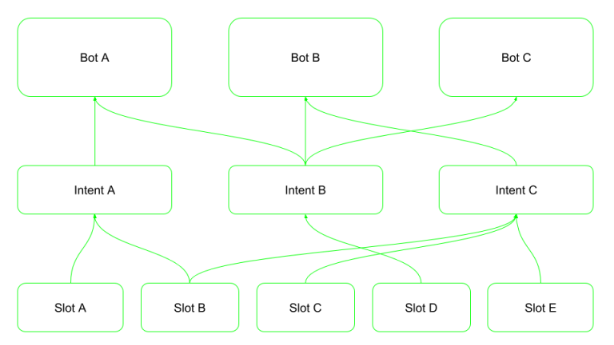 Bot A
Bot B
Bot C
Intent A
Intent B
Intent C
Slot A
Slot B
Slot C
Slot D
Slot E